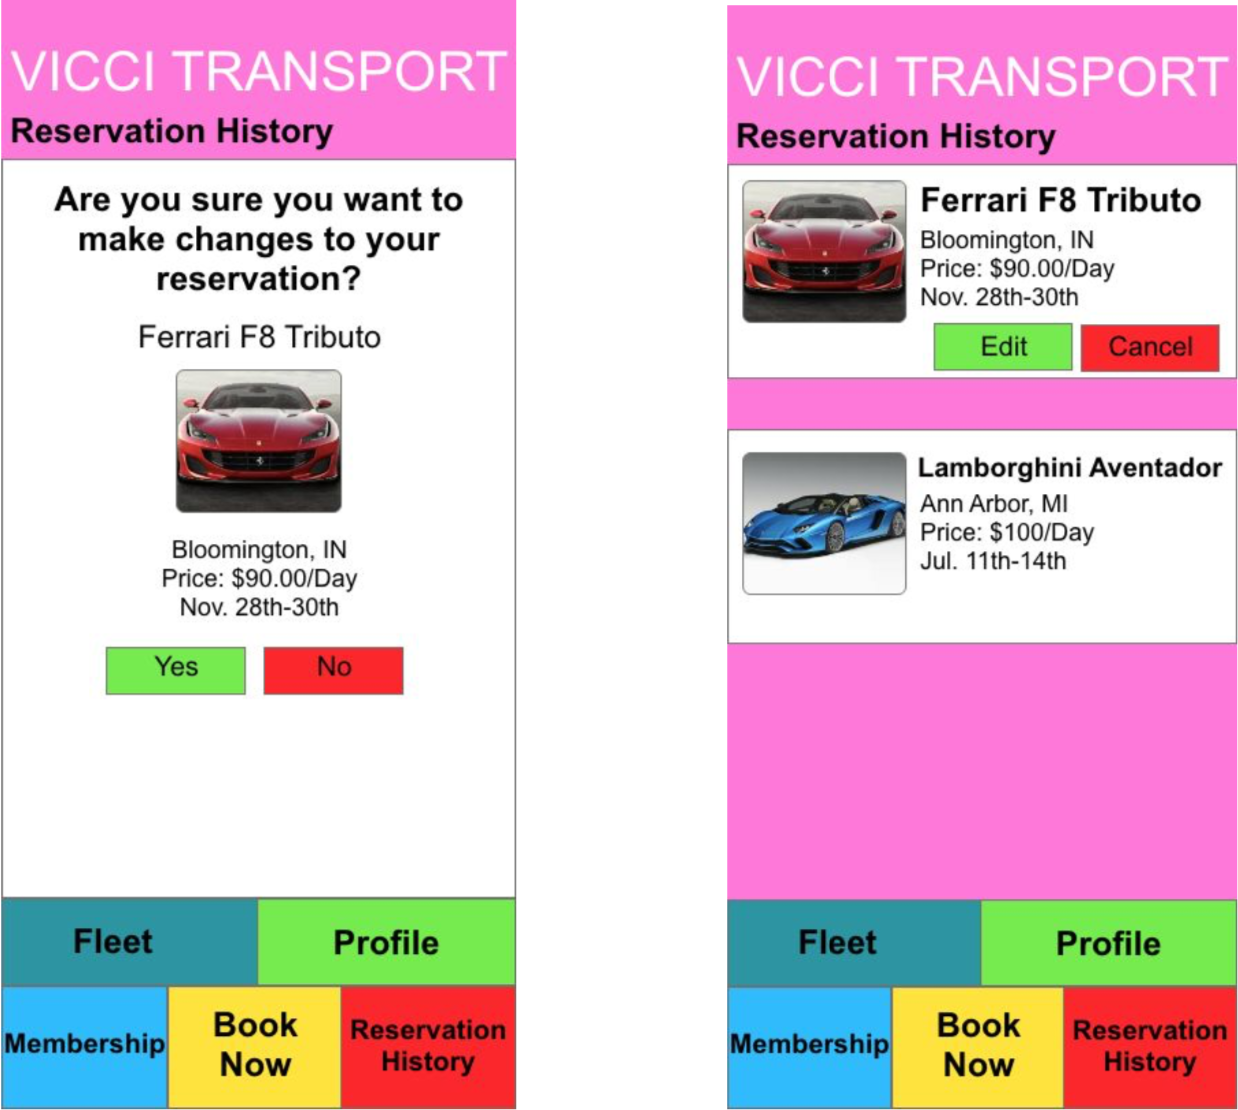 VICCI TRANSPORT
Reservation History
Are you sure you want to
make changes to your
reservation?
Ferrari F8 Tributo
Bloomington, IN
Price: $90.00/Day
Nov. 28th-30th
Yes
No
Fleet
Profile
Membership
Book
Now
Reservation
History
VICCI TRANSPORT
Reservation History
Ferrari F8 Tributo
Bloomington, IN
Price: $90.00/Day
Nov. 28th-30th
Edit
Cancel
Lamborghini Aventador
Ann Arbor, MI
Price: $100/Day
Jul. 11th-14th
Fleet
Profile
Membership
Book
Now
Reservation
History